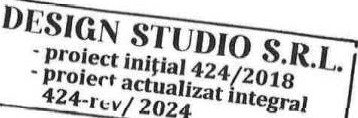 DESIGN STUDIO S.R.L.
- proiect inițial 424/2018
- proiect actualizat integral
424-rev/ 2024